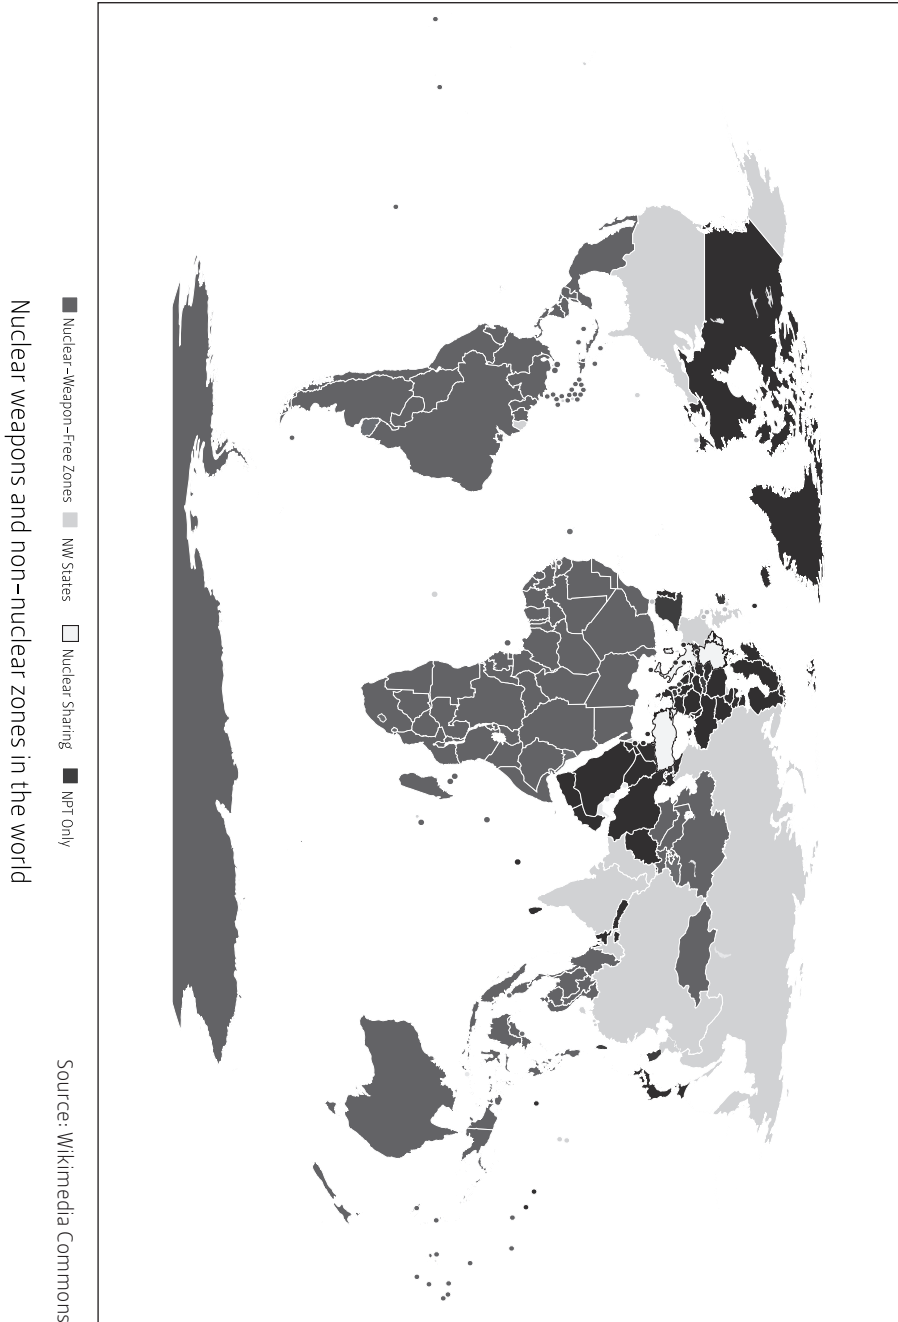 Nuclear-Weapon-Free Zones NW States Nuclear Sharing NPT Only
Nuclear weapons and non-nuclear zones in the world
Source: Wikimedia Commons